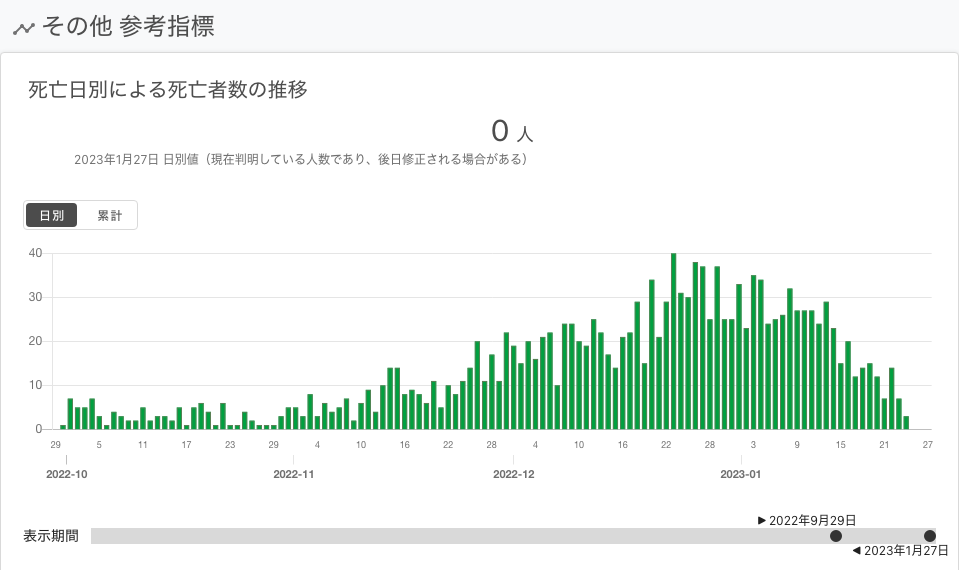 その他 参考指標
死亡日別による死亡者数の推移
0 人
2023年1月27日 日別値（現在判明している人数であり、後日修正される場合がある）
日別 累計
40
30
20
10
0
29 5 11 17 23 29 4 10 16 22 28 4 10 16 22 28 3 9 15 21 27
2022-10 2022-11 2022-12 2023-01
▶ 2022年9月29日
表示期間
◀ 2023年1月27日